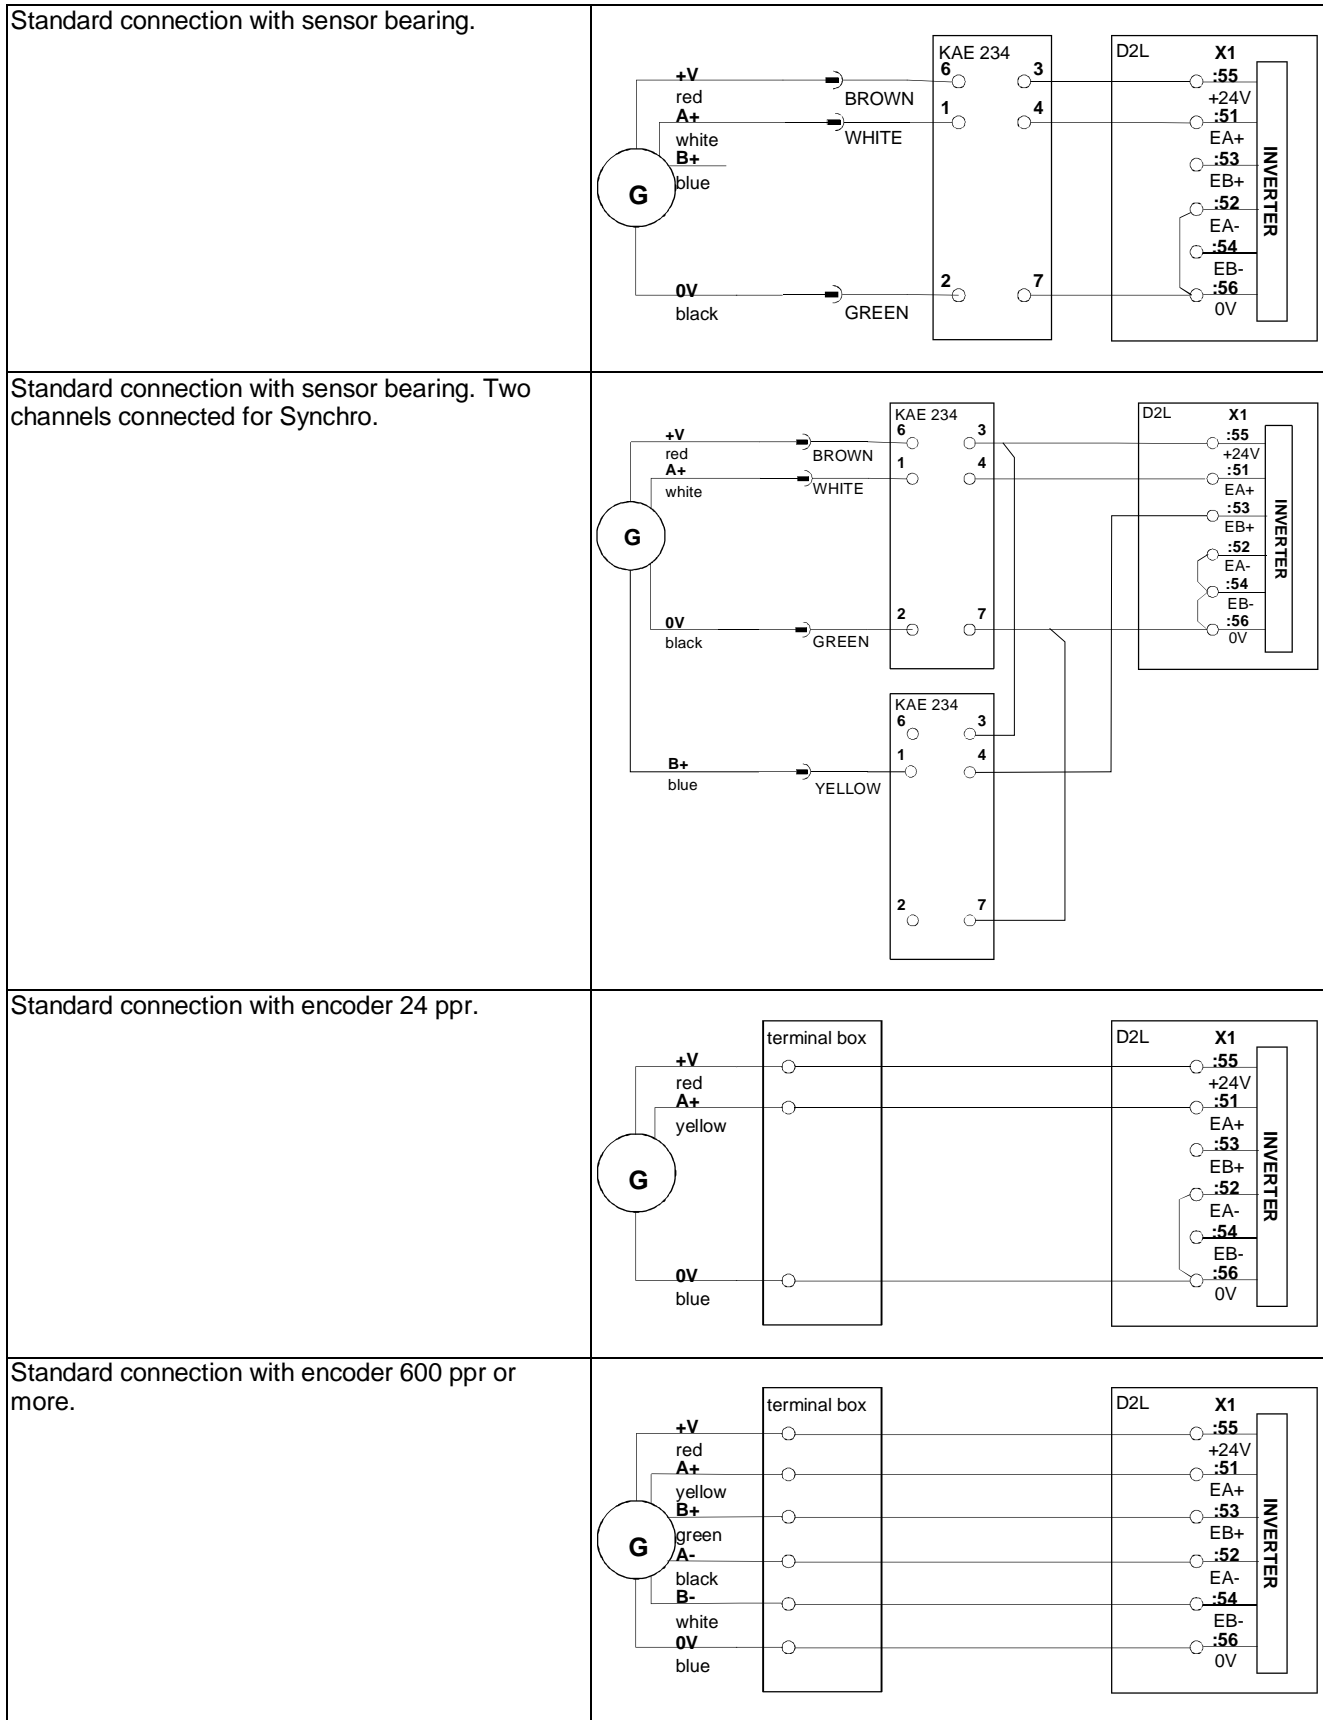 Standard connection with sensor bearing.
KAE 234
D2L
X1
+V
6
3
:55
red
BROWN
+24V
A+
1
4
:51
white
WHITE
EA+
B+
:53
blue
EB+
G
:52
EA-
:54
EB-
0V
2
7
:56
black
GREEN
0V
INVERTER
Standard connection with sensor bearing. Two
channels connected for Synchro.
KAE 234
D2L
X1
+V
6
3
:55
red
BROWN
+24V
A+
1
4
:51
white
WHITE
EA+
:53
EB+
G
:52
EA-
:54
EB-
0V
2
7
:56
black
GREEN
0V
INVERTER
KAE 234
6
3
B+
1
4
blue
YELLOW
2
7
Standard connection with encoder 24 ppr.
terminal box
D2L
X1
+V
:55
red
+24V
A+
:51
yellow
EA+
:53
EB+
G
:52
EA-
:54
EB-
0V
:56
blue
0V
INVERTER
Standard connection with encoder 600 ppr or
more.
terminal box
D2L
X1
+V
:55
red
+24V
A+
:51
yellow
EA+
B+
:53
green
EB+
G
A-
:52
black
EA-
B-
:54
white
EB-
0V
:56
blue
0V
INVERTER